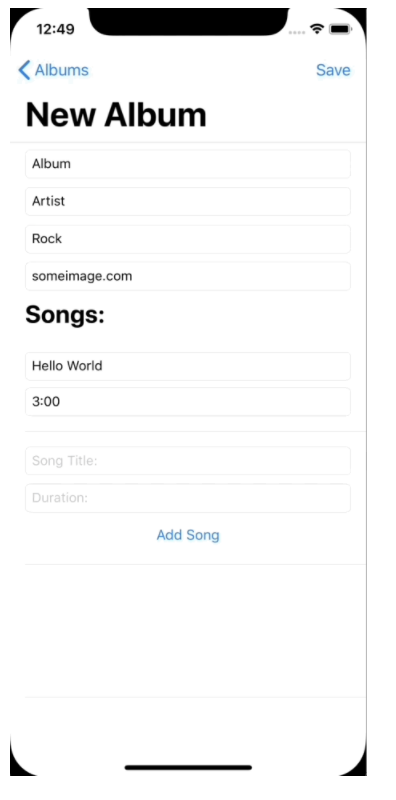 12:49
Albums Save
New Album
Album
Artist
Rock
someimage.com
Songs:
Hello World
3:00
Song Title:
Duration:
Add Song